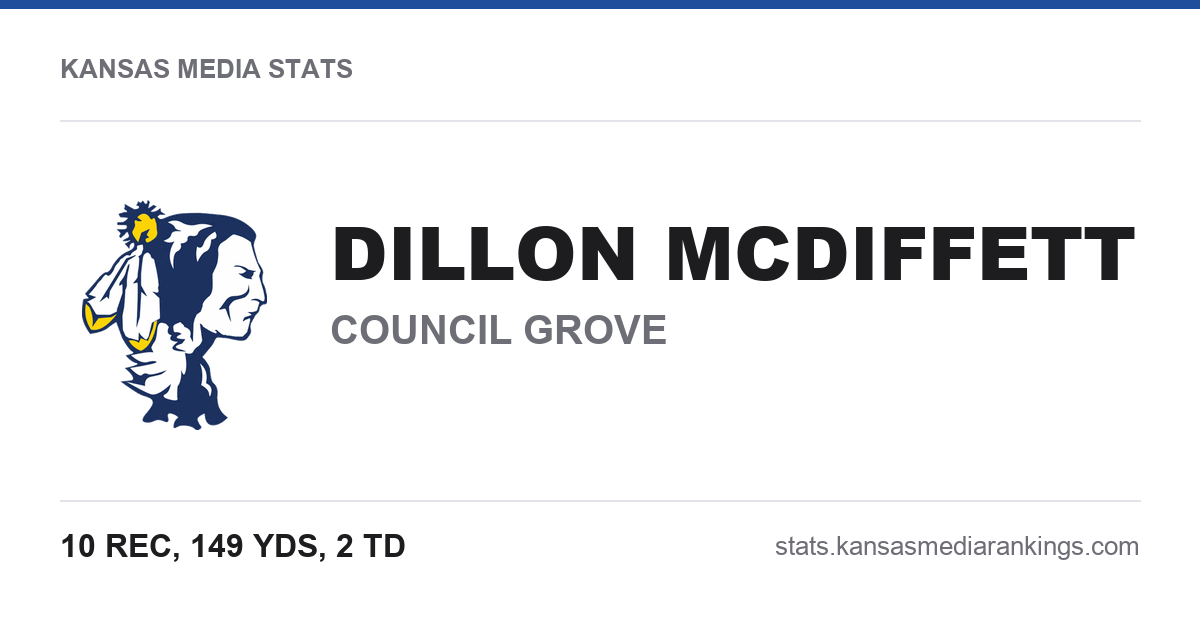 KANSAS MEDIA STATS
DILLON MCDIFFETT
COUNCIL GROVE
10 REC, 149 YDS, 2 TD
stats.kansasmediarankings.com